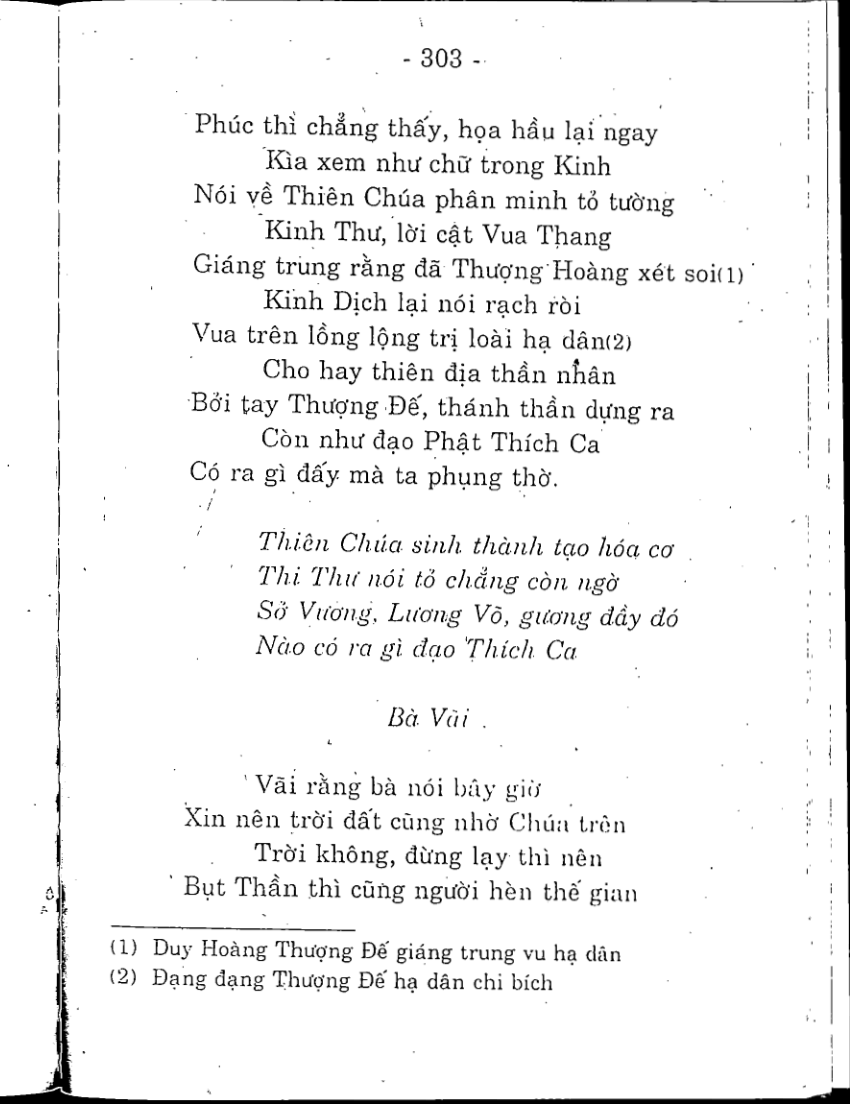 - 303 -
Phúc thì chẳng thấy, họa hầu lại ngay
Kìa xem như chữ trong Kinh
Nói về Thiên Chúa phân minh tỏ tường
Kinh Thư, lời cật Vua Thang
Giáng trung rằng đã Thượng Hoàng xét soi(1)
Kinh Dịch lại nói rạch ròi
Vua trên lồng lộng trị loài hạ dân(2)
Cho hay thiên địa thần nhân
Bởi tay Thượng Đế, thánh thần dựng ra
Còn như đạo Phật Thích Ca
Có ra gì đấy mà ta phụng thờ.
Thiên Chúa sinh thành tạo hóa cơ
Thi Thư nói tỏ chẳng còn ngờ
Sở Vương, Lương Võ, gương đầy đó
Nào có ra gì đạo Thích Ca
Bà Vãi
Vãi rằng bà nói bây giờ
Xin nên trời đất cũng nhờ Chúa trên
Trời không, đừng lạy thì nên
Bụt Thần thì cũng người hèn thế gian
(1) Duy Hoàng Thượng Đế giáng trung vu hạ dân
(2) Đạng đạng Thượng Đế hạ dân chi bích